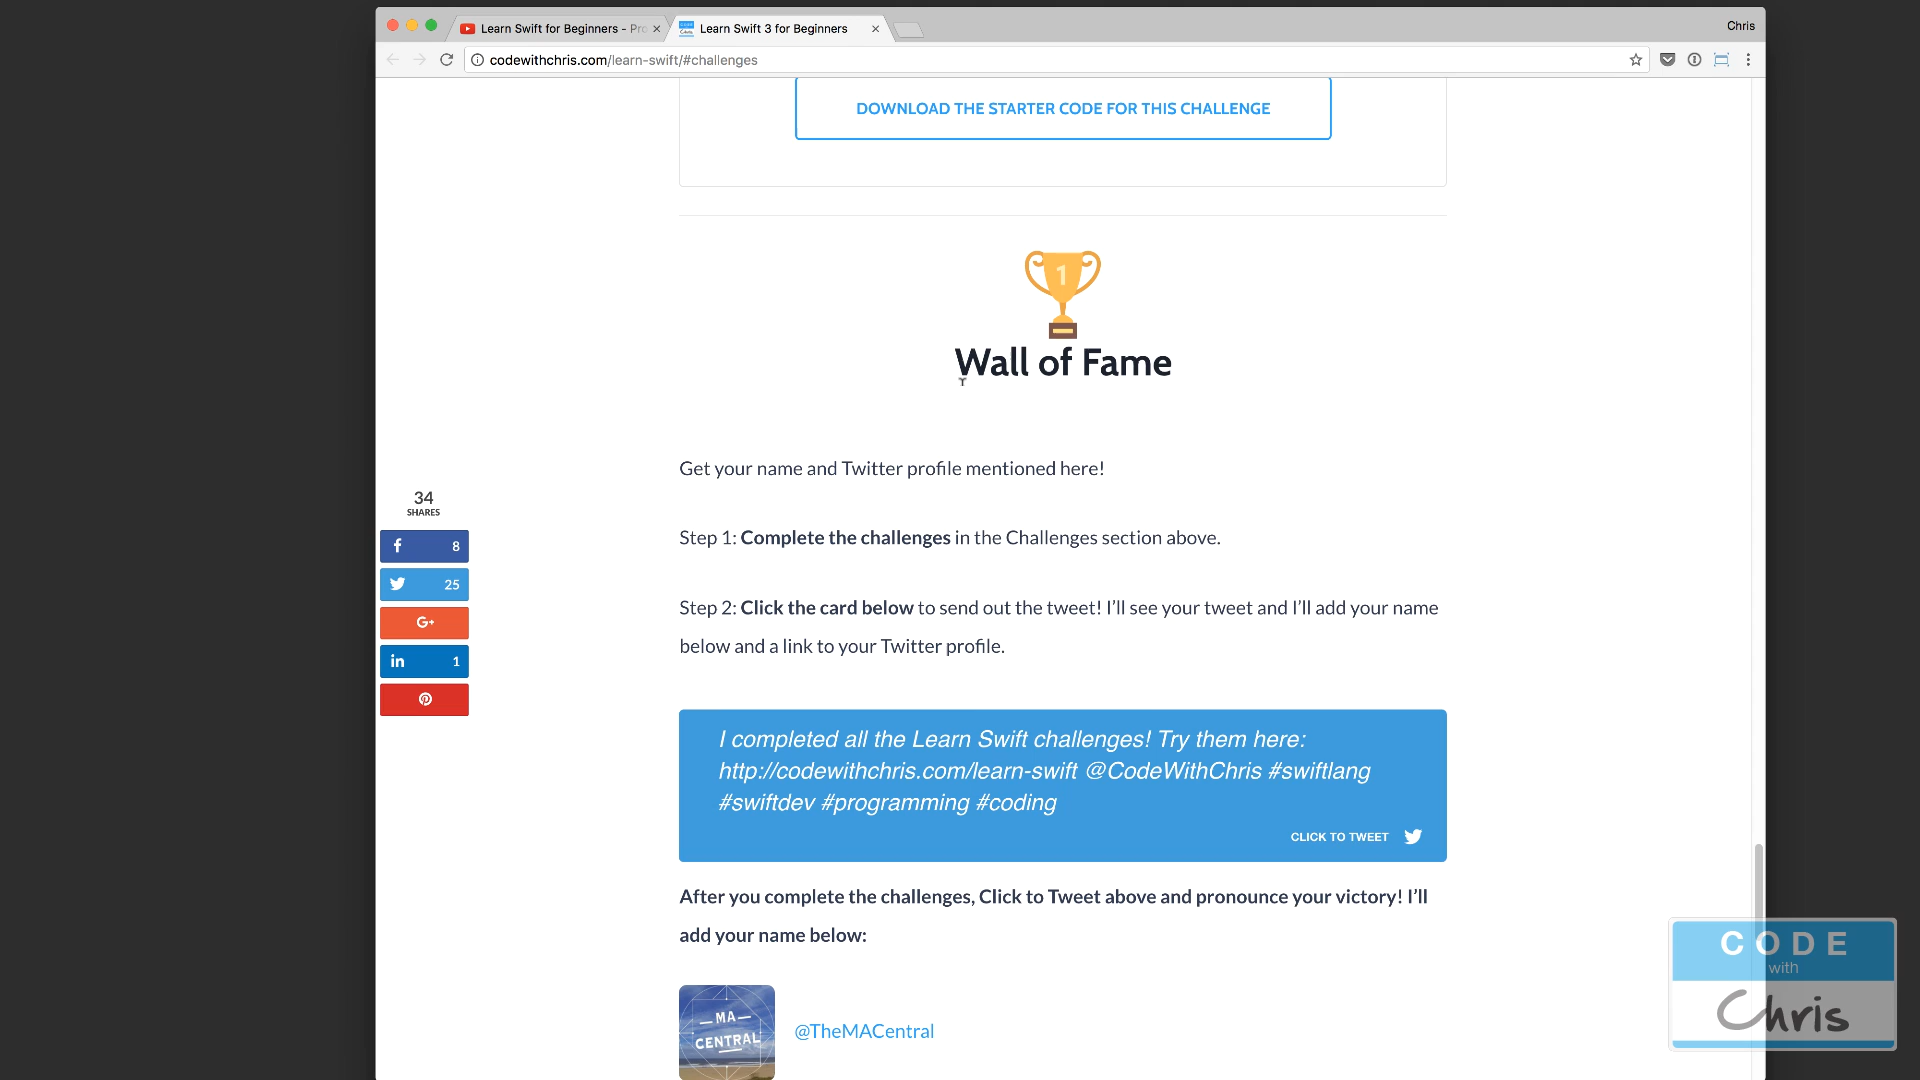 Learn Swift for Beginners - Pro
Learn Swift 3 for Beginners
Chris
codewithchris.com/learn-swift/#challenges
DOWNLOAD THE STARTER CODE FOR THIS CHALLENGE
1
Wall of Fame
Get your name and Twitter profile mentioned here!
34
SHARES
Step 1: Complete the challenges in the Challenges section above.
8
25
Step 2: Click the card below to send out the tweet! I’ll see your tweet and I’ll add your name
G+
below and a link to your Twitter profile.
in 1
I completed all the Learn Swift challenges! Try them here:
http://codewithchris.com/learn-swift @CodeWithChris #swiftlang
#swiftdev #programming #coding
CLICK TO TWEET
After you complete the challenges, Click to Tweet above and pronounce your victory! I’ll
add your name below:
MA
CENTRAL
@TheMACentral
CODE
with
Chris